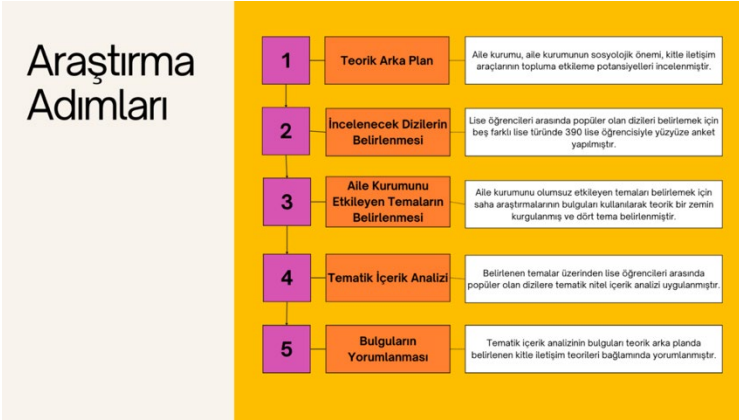 Araştırma
Adımları
1
Teorik Arka Plan
Aile kurumu, aile kurumunun sosyolojik önemi, kitle iletişim
araçlarının topluma etkileme potansiyelleri incelenmiştir.
2
İncelenecek Dizilerin
Belirlenmesi
Lise öğrencileri arasında popüler olan dizileri belirlemek için
beş farklı lise türünde 390 lise öğrencisiyle yüzyüze anket
yapılmıştır.
3
Aile Kurumunu
Etkileyen Temaların
Belirlenmesi
Aile kurumunu olumsuz etkileyen temaları belirlemek için
saha araştırmalarının bulguları kullanılarak teorik bir zemin
kurgulanmış ve dört tema belirlenmiştir.
4
Tematik İçerik Analizi
Belirlenen temalar üzerinden lise öğrencileri arasında
popüler olan dizilere tematik nitel içerik analizi uygulanmıştır.
5
Bulguların
Yorumlanması
Tematik içerik analizinin bulguları teorik arka planda
belirlenen kitle iletişim teorileri bağlamında yorumlanmıştır.